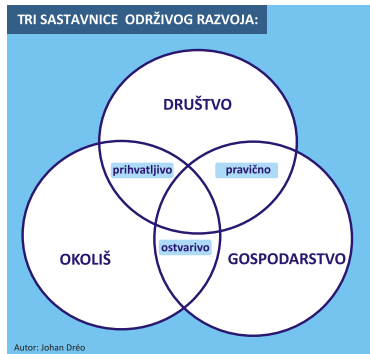 TRI SASTAVNICE ODRŽIVOG RAZVOJA:
DRUŠTVO
prihvatljivo
pravično
ostvarivo
OKOLIŠ
GOSPODARSTVO
Autor: Johan Dréo